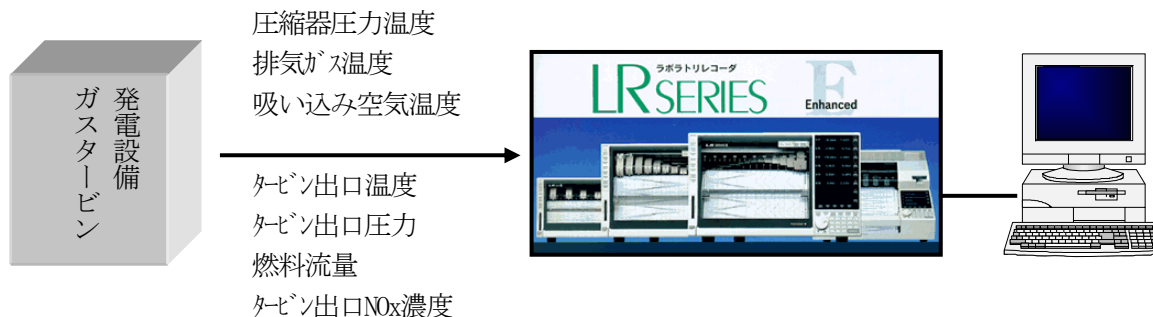 発電設備
ガスタービン
圧縮器圧力温度
排気ｶﾞｽ温度
吸い込み空気温度
ﾀｰﾋﾞﾝ出口温度
ﾀｰﾋﾞﾝ出口圧力
燃料流量
ﾀｰﾋﾞﾝ出口NOx濃度
ラボラトリレコーダ
LR SERIES
E
Enhanced